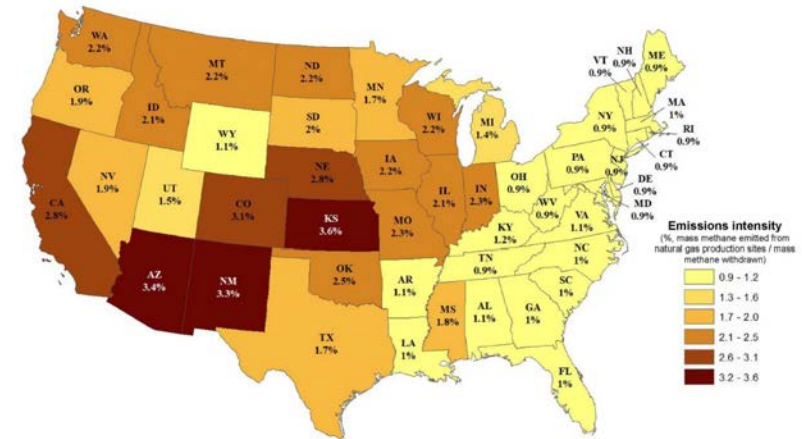 WA
2.2%
MT
2.2%
ND
2.2%
MN
1.7%
OR
1.9%
ID
2.1%
WY
1.1%
SD
2%
WI
2.2%
MI
1.4%
VT
0.9%
NH
0.9%
ME
0.9%
NY
0.9%
MA
1%
RI
0.9%
CT
0.9%
NV
1.9%
UT
1.5%
CO
3.1%
NE
2.8%
IA
2.2%
IL
2.1%
IN
2.3%
OH
0.9%
PA
0.9%
NJ
0.9%
DE
0.9%
MD
0.9%
CA
2.8%
KS
3.6%
MO
2.3%
KY
1.2%
WV
0.9%
VA
1.1%
AZ
3.4%
NM
3.3%
OK
2.5%
AR
1.1%
TN
0.9%
NC
1%
SC
1%
TX
1.7%
LA
1%
MS
1.8%
AL
1.1%
GA
1%
FL
1%
Emissions intensity
(%, mass methane emitted from
natural gas production sites / mass
methane withdrawn)
0.9 - 1.2
1.3 - 1.6
1.7 - 2.0
2.1 - 2.5
2.6 - 3.1
3.2 - 3.6